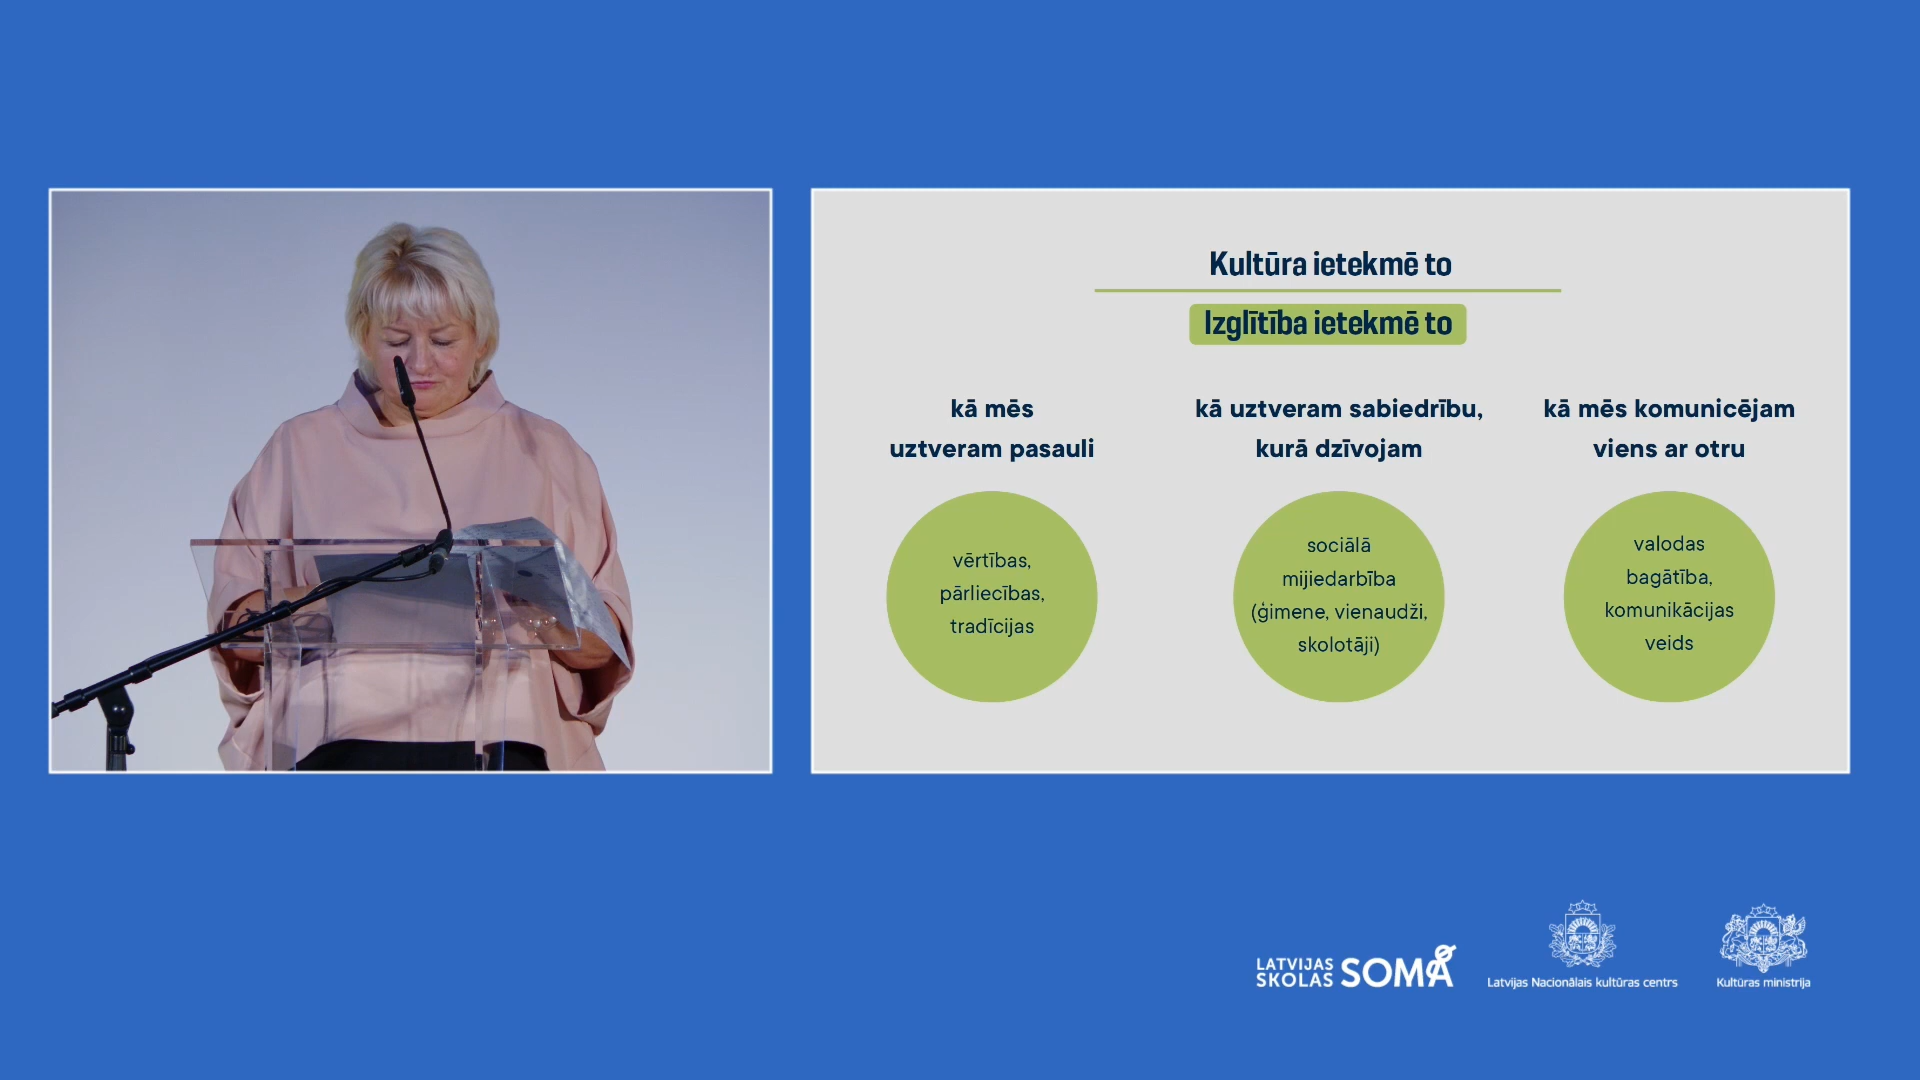 Kultūra ietekmē to
Izglītība ietekmē to
kā mēs
uztveram pasauli
kā uztveram sabiedrību,
kurā dzīvojam
kā mēs komunicējam
viens ar otru
vērtības,
pārliecības,
tradīcijas
sociālā
mijiedarbība
(ģimene, vienaudži,
skolotāji)
valodas
bagātība,
komunikācijas
veids
LATVIJAS
SKOLAS SOMA
Latvijas Nacionālais kultūras centrs
Kultūras ministrija